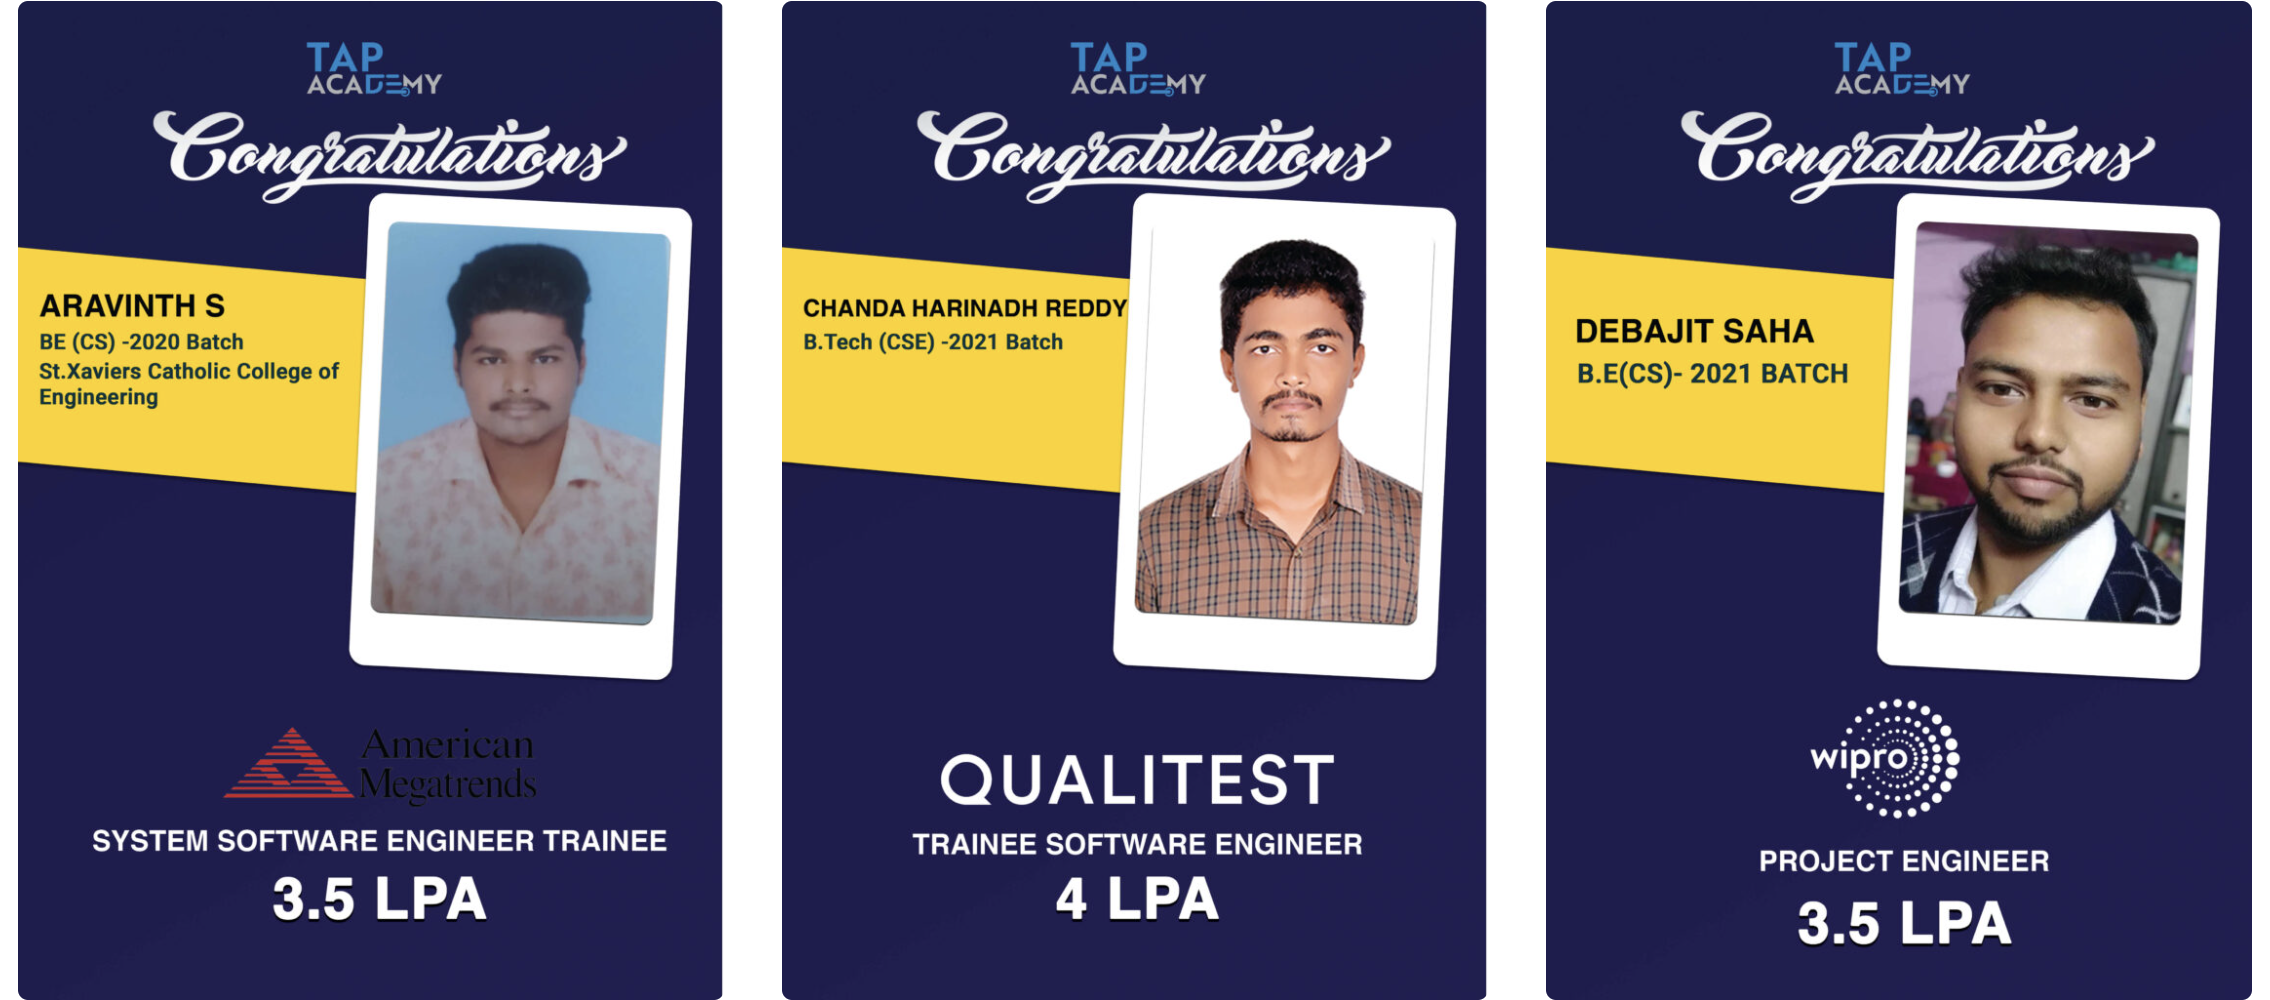 TAP
ACADEMY
Congratulations
ARAVINTH S
BE (CS) -2020 Batch
St.Xaviers Catholic College of
Engineering
American
Megatrends
SYSTEM SOFTWARE ENGINEER TRAINEE
3.5 LPA
TAP
ACADEMY
Congratulations
CHANDA HARINADH REDDY
B.Tech (CSE) -2021 Batch
QUALITEST
TRAINEE SOFTWARE ENGINEER
4 LPA
TAP
ACADEMY
Congratulations
DEBAJIT SAHA
B.E(CS)- 2021 BATCH
wipro
PROJECT ENGINEER
3.5 LPA